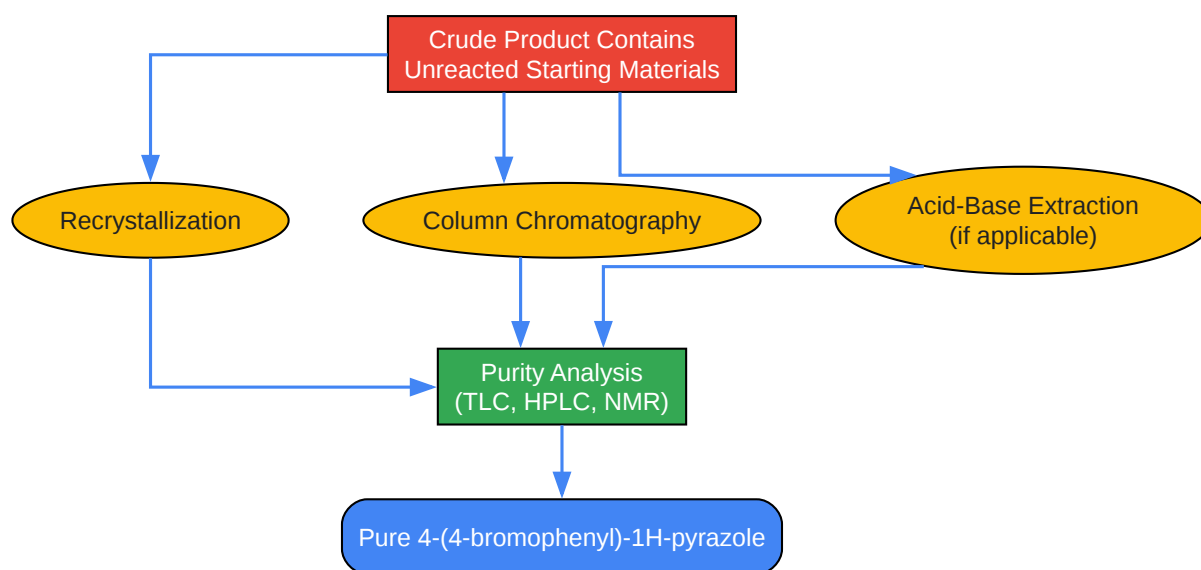 Crude Product Contains
Unreacted Starting Materials
Recrystallization
Column Chromatography
Acid-Base Extraction
(if applicable)
Purity Analysis
(TLC, HPLC, NMR)
Pure 4-(4-bromophenyl)-1H-pyrazole